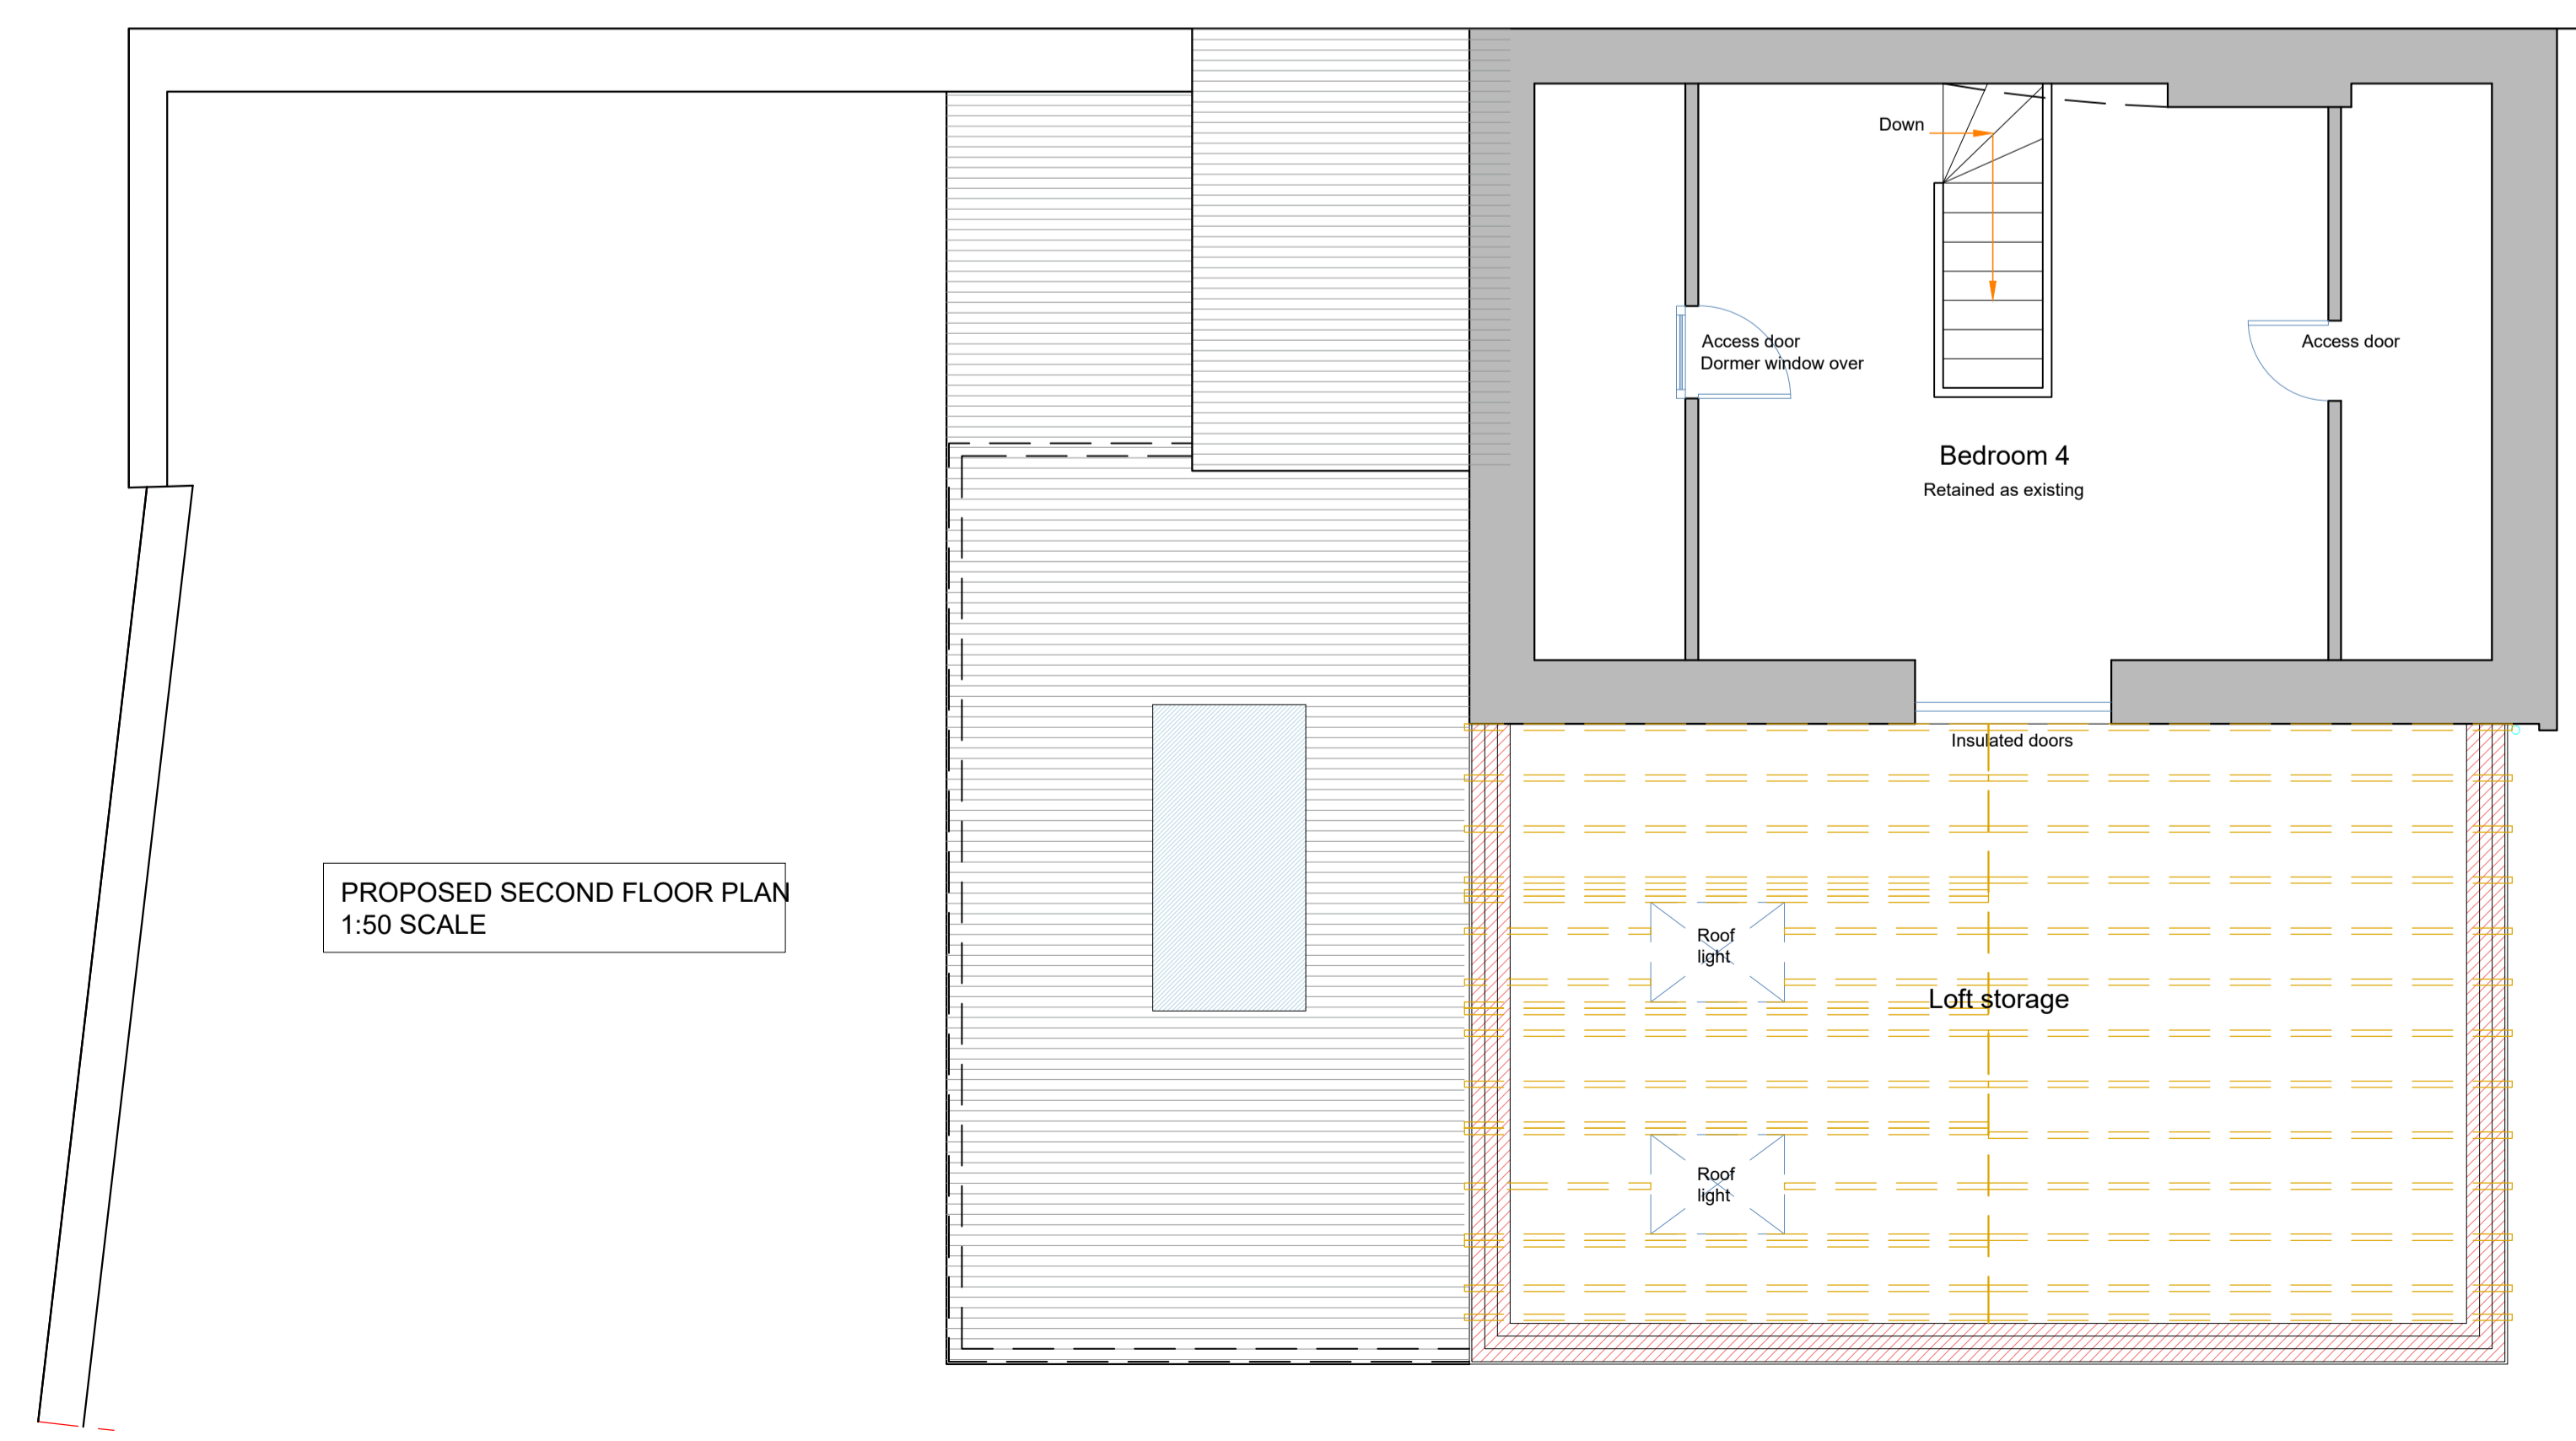 Down
Access door
Dormer window over
Access door
Bedroom 4
Retained as existing
Insulated doors
PROPOSED SECOND FLOOR PLAN
1:50 SCALE
Roof
light
Loft storage
Roof
light